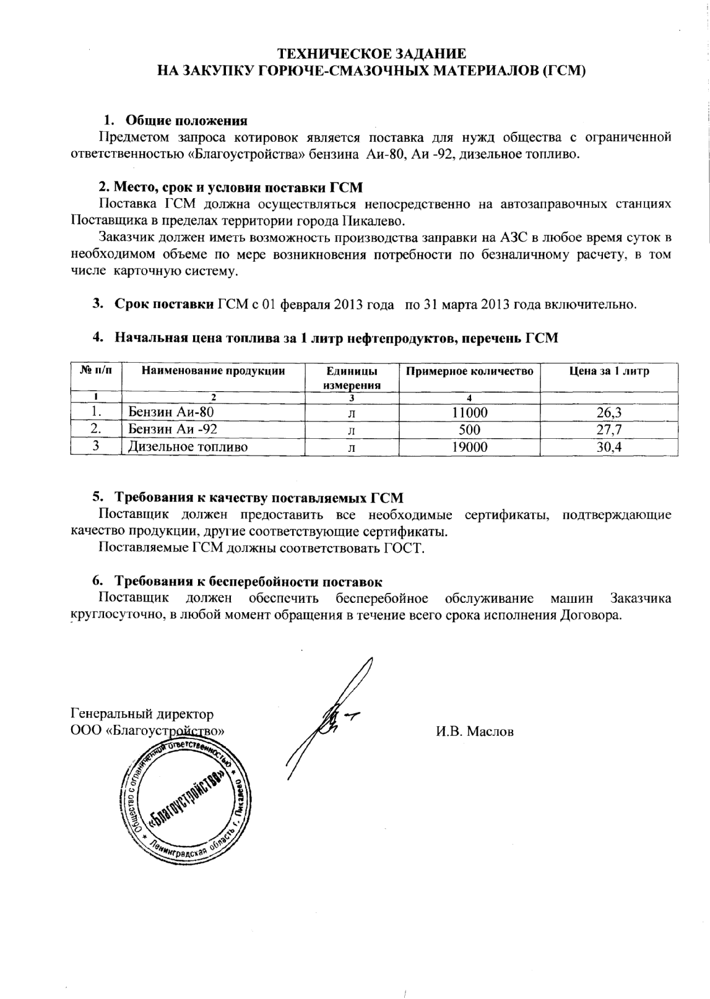 ТЕХНИЧЕСКОЕ ЗАДАНИЕ
НА ЗАКУПКУ ГОРЮЧЕ-СМАЗОЧНЫХ МАТЕРИАЛОВ (ГСМ)
1. Общие положения
Предметом запроса котировок является поставка для нужд общества с ограниченной
ответственностью «Благоустройства» бензина Аи-80, Аи -92, дизельное топливо.
2. Место, срок и условия поставки ГСМ
Поставка ГСМ должна осуществляться непосредственно на автозаправочных станциях
Поставщика в пределах территории города Пикалево.
Заказчик должен иметь возможность производства заправки на АЗС в любое время суток в
необходимом объеме по мере возникновения потребности по безналичному расчету, в том
числе карточную систему.
3. Срок поставки ГСМ с 01 февраля 2013 года по 31 марта 2013 года включительно.
4. Начальная цена топлива за 1 литр нефтепродуктов, перечень ГСМ
№ п/п Наименование продукции Единицы измерения Примерное количество Цена за 1 литр
1 2 3 4
1. Бензин Аи-80 л 11000 26,3
2. Бензин Аи -92 л 500 27,7
3 Дизельное топливо л 19000 30,4
5. Требования к качеству поставляемых ГСМ
Поставщик должен предоставить все необходимые сертификаты, подтверждающие
качество продукции, другие соответствующие сертификаты.
Поставляемые ГСМ должны соответствовать ГОСТ.
6. Требования к бесперебойности поставок
Поставщик должен обеспечить бесперебойное обслуживание машин Заказчика
круглосуточно, в любой момент обращения в течение всего срока исполнения Договора.
Генеральный директор
ООО «Благоустройство» И.В. Маслов
Общество с ограниченной ответственностью
«Благоустройство»
Ленинградская область г. Пикалево